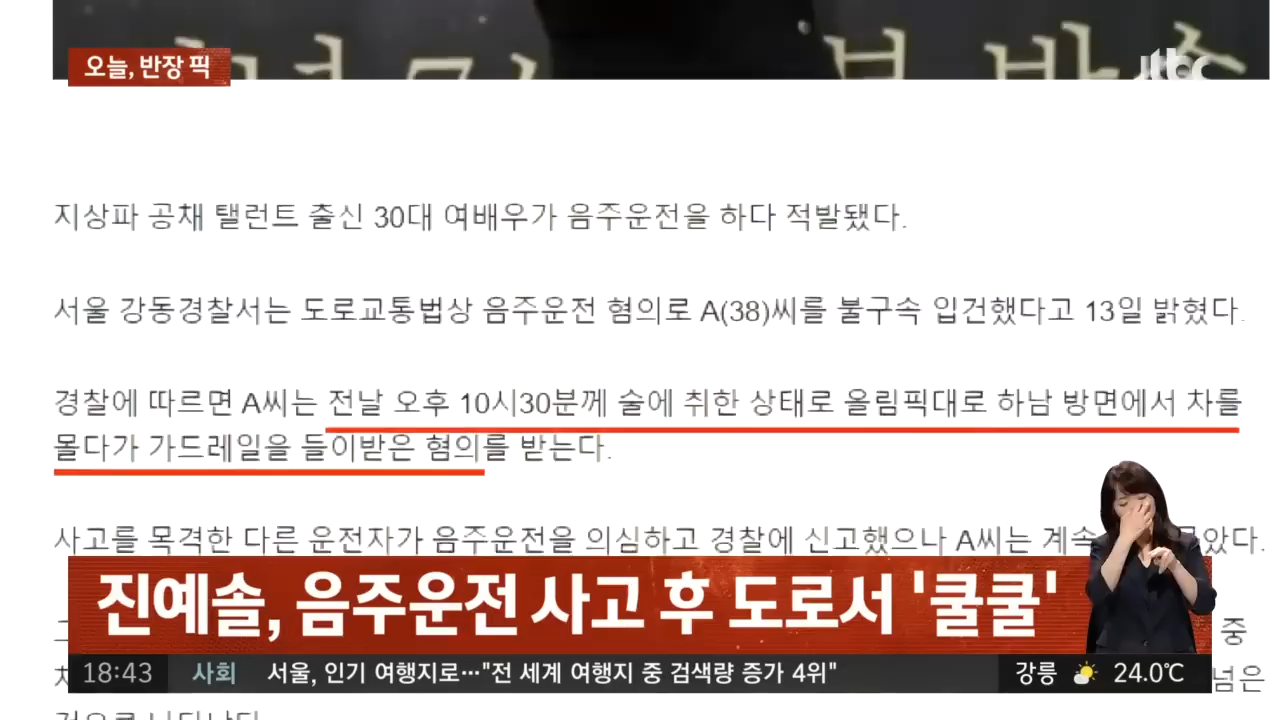 오늘, 반장 픽
jtbc
지상파 공채 탤런트 출신 30대 여배우가 음주운전을 하다 적발됐다.
서울 강동경찰서는 도로교통법상 음주운전 혐의로 A(38)씨를 불구속 입건했다고 13일 밝혔다.
경찰에 따르면 A씨는 전날 오후 10시30분께 술에 취한 상태로 올림픽대로 하남 방면에서 차를
몰다가 가드레일을 들이받은 혐의를 받는다.
사고를 목격한 다른 운전자가 음주운전을 의심하고 경찰에 신고했으나 A씨는 계속
진예솔, 음주운전 사고 후 도로서 '쿨쿨'
중
넘은
18:43 사회 서울, 인기 여행지로…"전 세계 여행지 중 검색량 증가 4위" 강릉 24.0℃